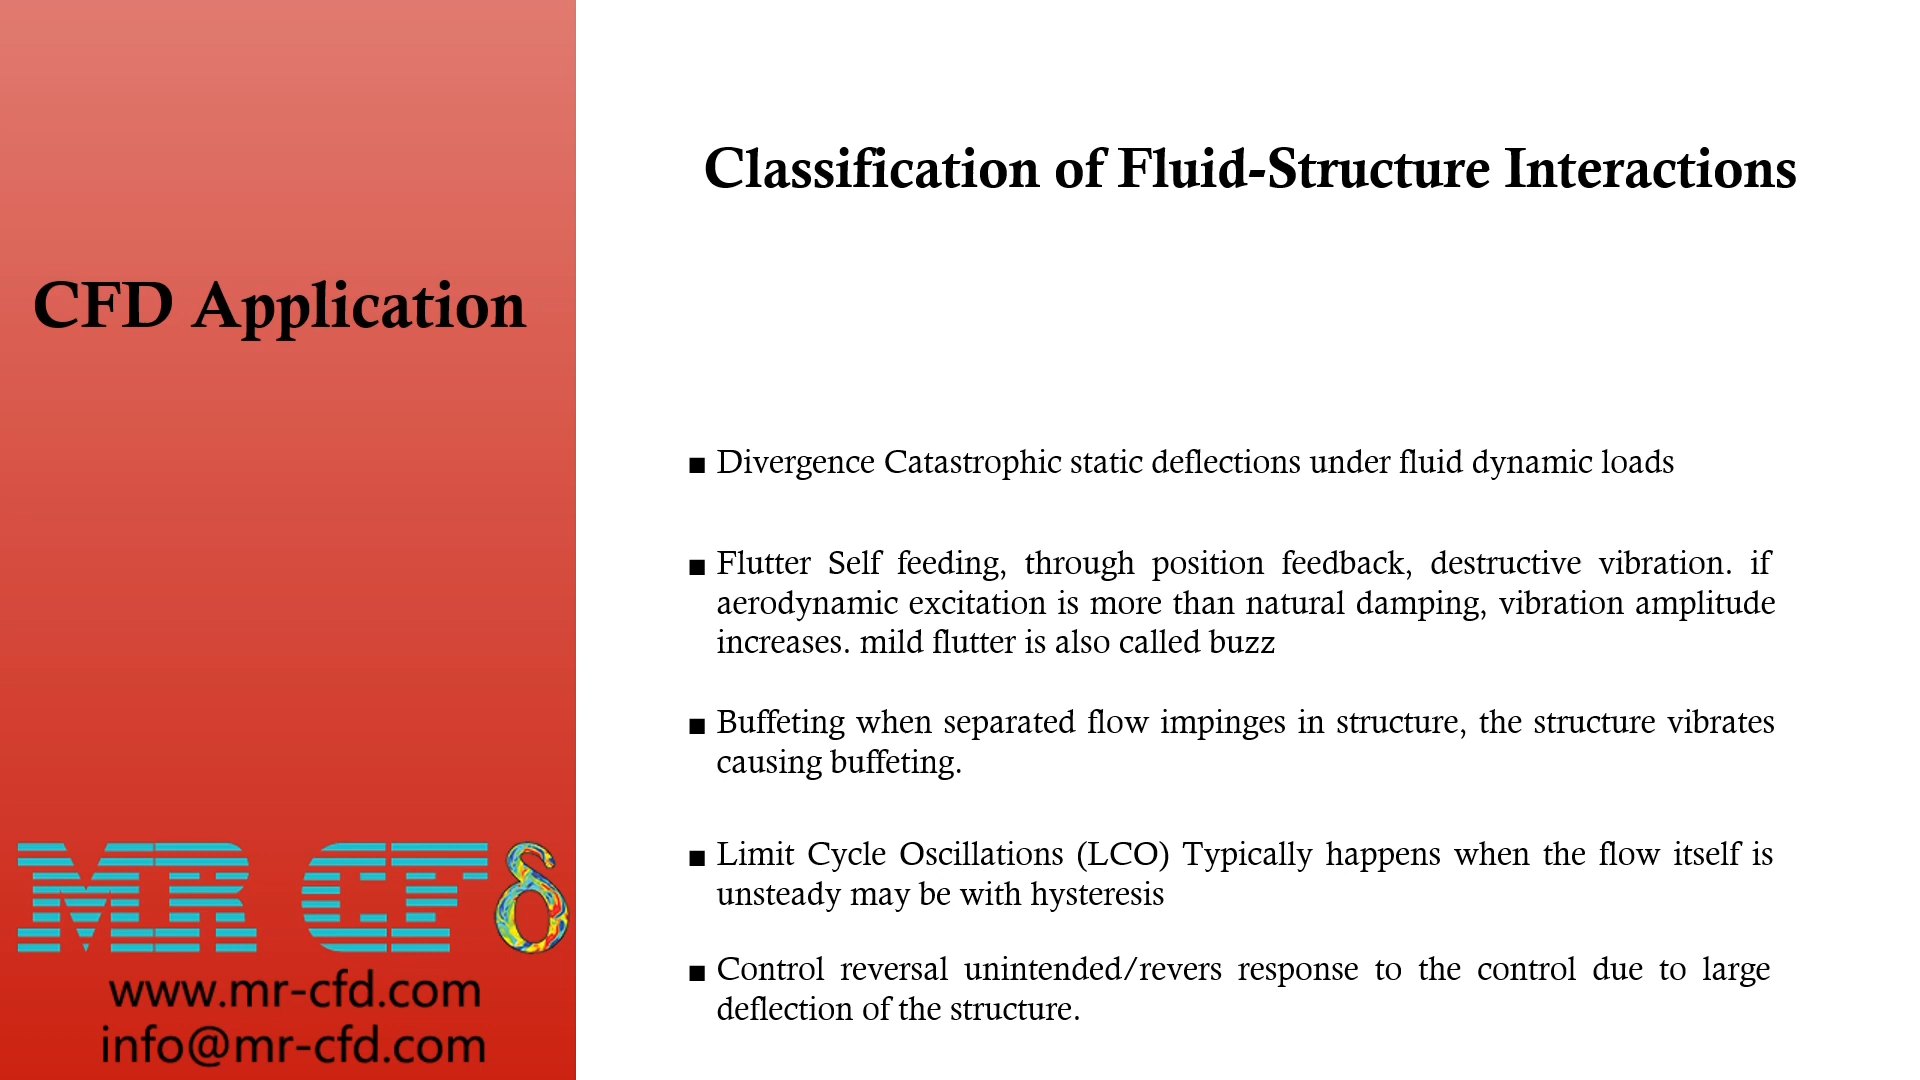 CFD Application
MR CFδ
www.mr-cfd.com
info@mr-cfd.com
Classification of Fluid-Structure Interactions
■ Divergence Catastrophic static deflections under fluid dynamic loads
■ Flutter Self feeding, through position feedback, destructive vibration. if
aerodynamic excitation is more than natural damping, vibration amplitude
increases. mild flutter is also called buzz
■ Buffeting when separated flow impinges in structure, the structure vibrates
causing buffeting.
■ Limit Cycle Oscillations (LCO) Typically happens when the flow itself is
unsteady may be with hysteresis
■ Control reversal unintended/revers response to the control due to large
deflection of the structure.